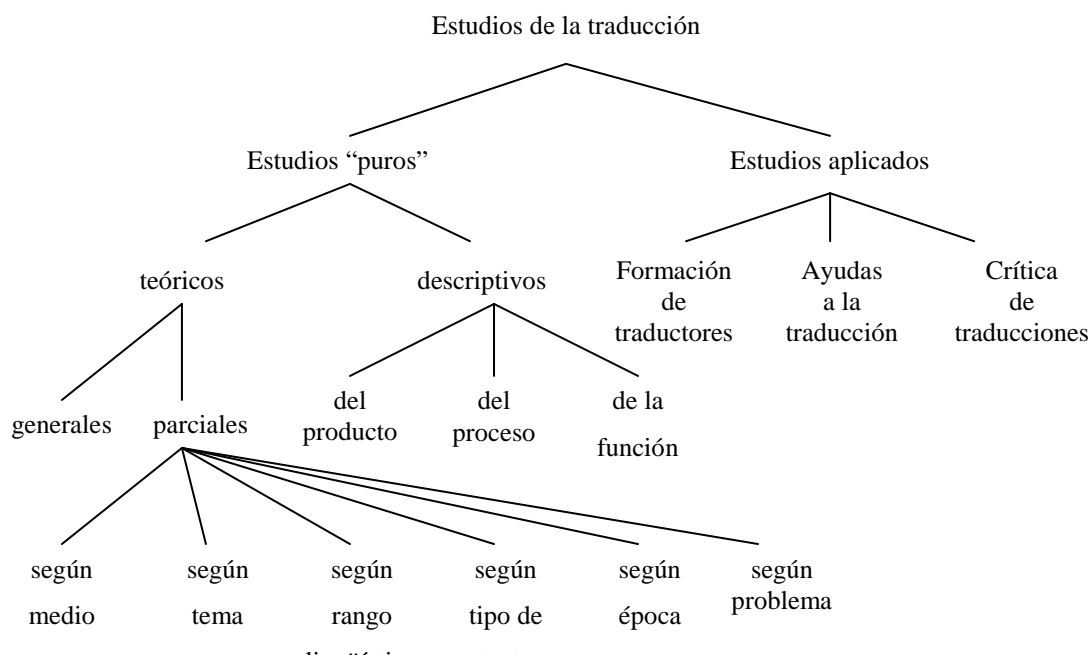 Estudios de la traducción
Estudios “puros”
Estudios aplicados
teóricos
descriptivos
Formación
de
traductores
Ayudas
a la
traducción
Crítica
de
traducciones
generales
parciales
del
producto
del
proceso
de la
función
según
medio
según
tema
según
rango
según
tipo de
según
época
según
problema